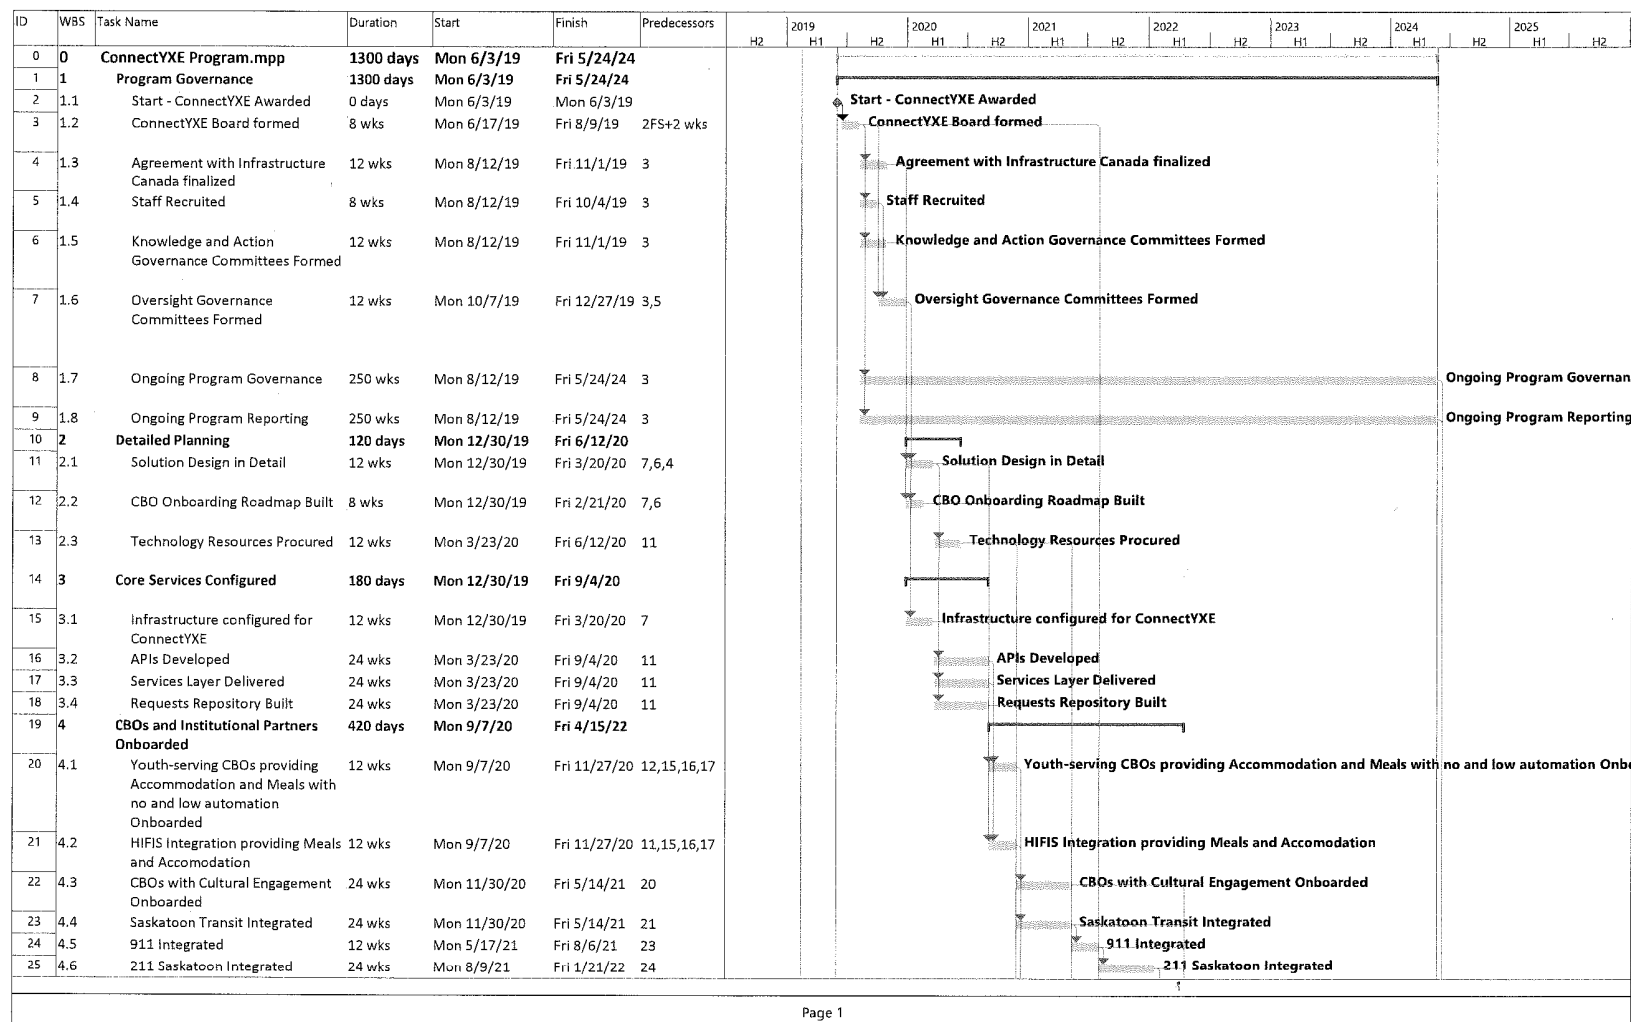 ID WBS Task Name Duration Start Finish Predecessors 2019 2020 2021 2022 2023 2024 2025
H2 H1 H2 H1 H2 H1 H2 H1 H2 H1 H2 H1 H2 H1 H2
0 0 ConnectYXE Program.mpp 1300 days Mon 6/3/19 Fri 5/24/24
1 1 Program Governance 1300 days Mon 6/3/19 Fri 5/24/24
2 1.1 Start - ConnectYXE Awarded 0 days Mon 6/3/19 Mon 6/3/19 Start - ConnectYXE Awarded
3 1.2 ConnectYXE Board formed 8 wks Mon 6/17/19 Fri 8/9/19 2FS+2 wks ConnectYXE Board formed
4 1.3 Agreement with Infrastructure 12 wks Mon 8/12/19 Fri 11/1/19 3 Agreement with Infrastructure Canada finalized
Canada finalized
5 1.4 Staff Recruited 8 wks Mon 8/12/19 Fri 10/4/19 3 Staff Recruited
6 1.5 Knowledge and Action 12 wks Mon 8/12/19 Fri 11/1/19 3 Knowledge and Action Governance Committees Formed
Governance Committees Formed
7 1.6 Oversight Governance 12 wks Mon 10/7/19 Fri 12/27/19 3,5 Oversight Governance Committees Formed
Committees Formed
8 1.7 Ongoing Program Governance 250 wks Mon 8/12/19 Fri 5/24/24 3 Ongoing Program Governan
9 1.8 Ongoing Program Reporting 250 wks Mon 8/12/19 Fri 5/24/24 3 Ongoing Program Reporting
10 2 Detailed Planning 120 days Mon 12/30/19 Fri 6/12/20
11 2.1 Solution Design in Detail 12 wks Mon 12/30/19 Fri 3/20/20 7,6,4 Solution Design in Detail
12 2.2 CBO Onboarding Roadmap Built 8 wks Mon 12/30/19 Fri 2/21/20 7,6 CBO Onboarding Roadmap Built
13 2.3 Technology Resources Procured 12 wks Mon 3/23/20 Fri 6/12/20 11 Technology Resources Procured
14 3 Core Services Configured 180 days Mon 12/30/19 Fri 9/4/20
15 3.1 Infrastructure configured for 12 wks Mon 12/30/19 Fri 3/20/20 7 Infrastructure configured for ConnectYXE
ConnectYXE
16 3.2 APIs Developed 24 wks Mon 3/23/20 Fri 9/4/20 11 APIs Developed
17 3.3 Services Layer Delivered 24 wks Mon 3/23/20 Fri 9/4/20 11 Services Layer Delivered
18 3.4 Requests Repository Built 24 wks Mon 3/23/20 Fri 9/4/20 11 Requests Repository Built
19 4 CBOs and Institutional Partners 420 days Mon 9/7/20 Fri 4/15/22
Onboarded
20 4.1 Youth-serving CBOs providing 12 wks Mon 9/7/20 Fri 11/27/20 12,15,16,17 Youth-serving CBOs providing Accommodation and Meals with no and low automation Onbo
Accommodation and Meals with
no and low automation
Onboarded
21 4.2 HIFIS Integration providing Meals 12 wks Mon 9/7/20 Fri 11/27/20 11,15,16,17 HIFIS Integration providing Meals and Accomodation
and Accomodation
22 4.3 CBOs with Cultural Engagement 24 wks Mon 11/30/20 Fri 5/14/21 20 CBOs with Cultural Engagement Onboarded
Onboarded
23 4.4 Saskatoon Transit Integrated 24 wks Mon 11/30/20 Fri 5/14/21 21 Saskatoon Transit Integrated
24 4.5 911 Integrated 12 wks Mon 5/17/21 Fri 8/6/21 23 911 Integrated
25 4.6 211 Saskatoon Integrated 24 wks Mon 8/9/21 Fri 1/21/22 24 211 Saskatoon Integrated
Page 1